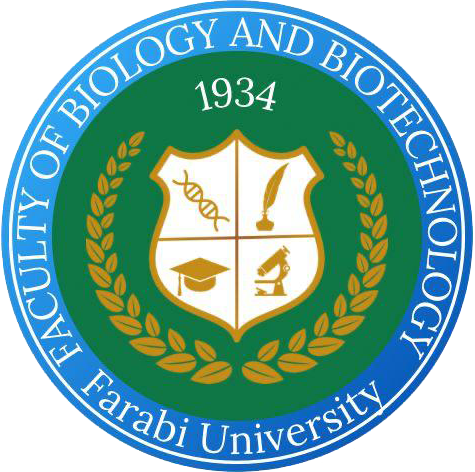 FACULTY OF BIOLOGY AND BIOTECHNOLOGY
1934
Farabi University